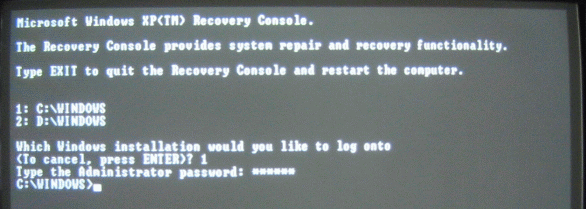 Microsoft Windows XP(TM) Recovery Console.
The Recovery Console provides system repair and recovery functionality.
Type EXIT to quit the Recovery Console and restart the computer.
1: C:\WINDOWS
2: D:\WINDOWS
Which Windows installation would you like to log onto
(To cancel, press ENTER)? 1
Type the Administrator password: ******
C:\WINDOWS>